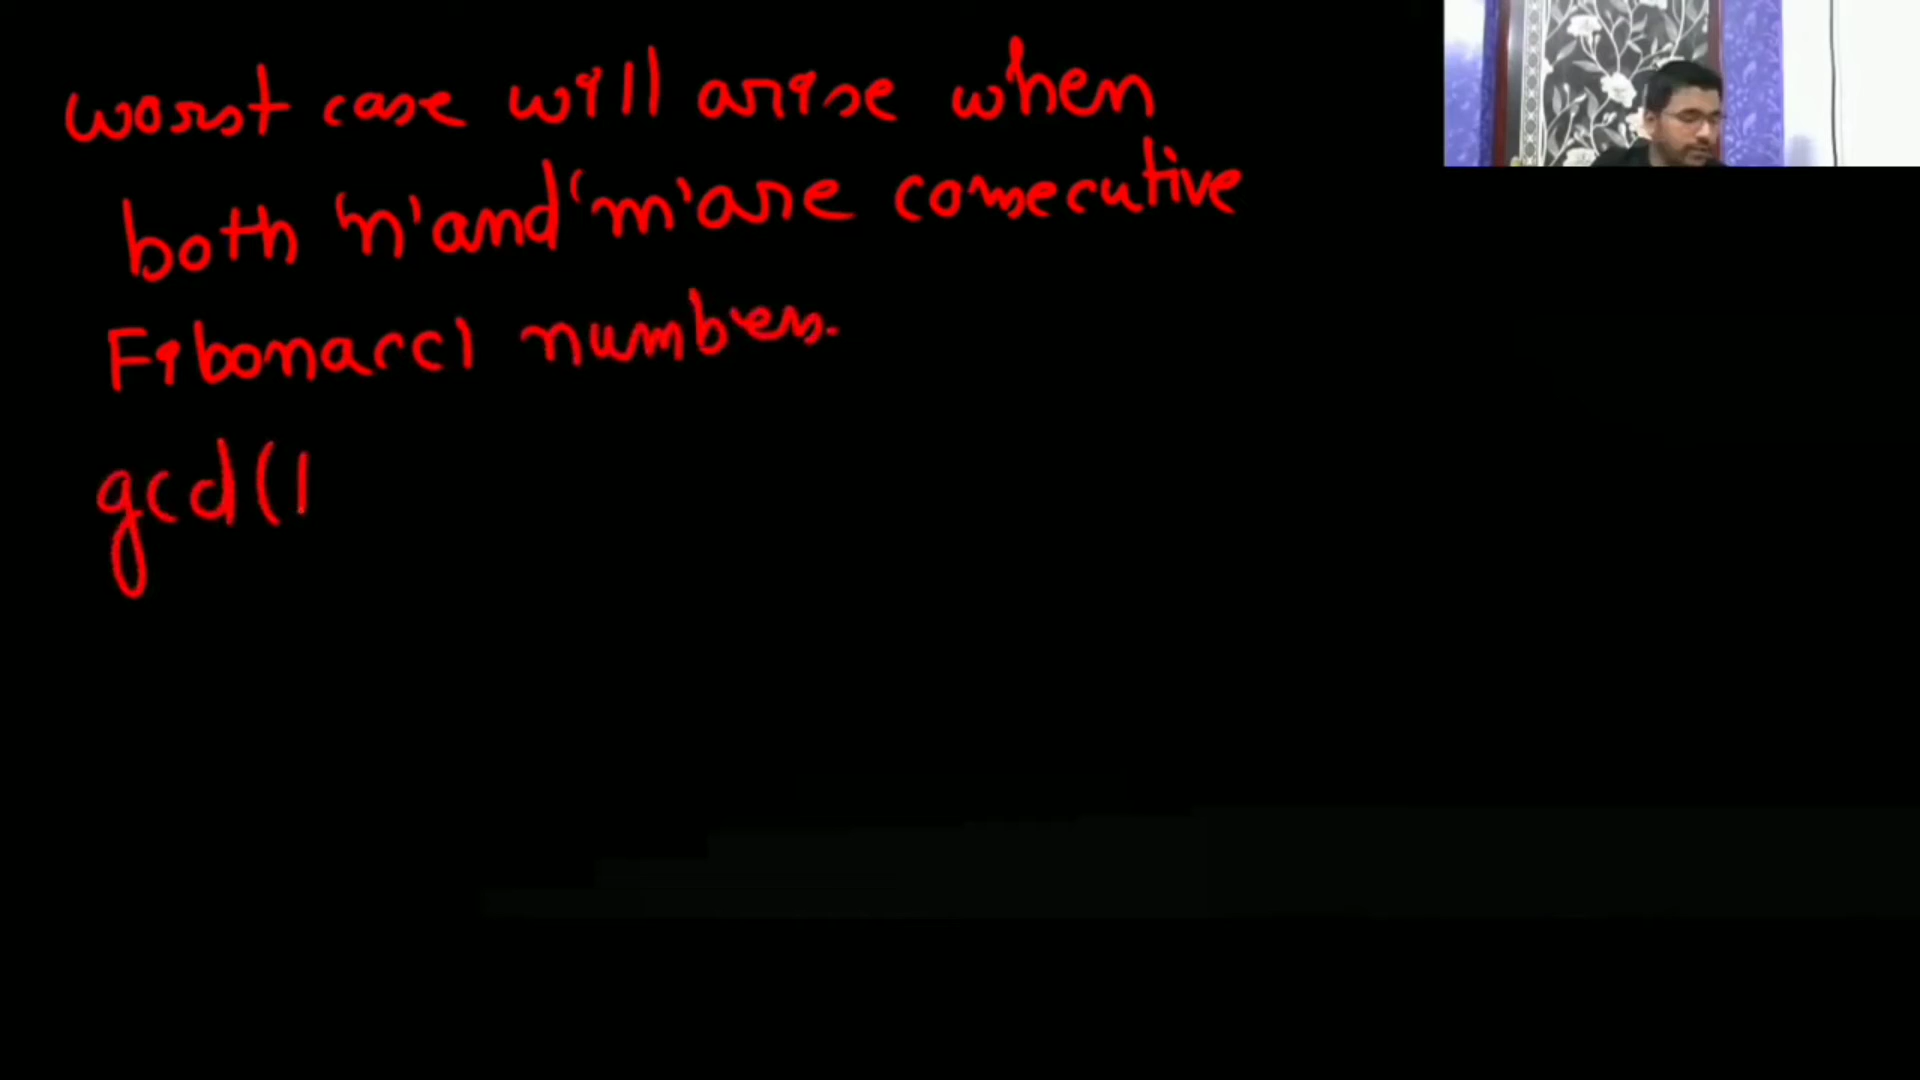 worst case will arise when
both 'n' and 'm' are consecutive
Fibonacci numbers.
gcd(1